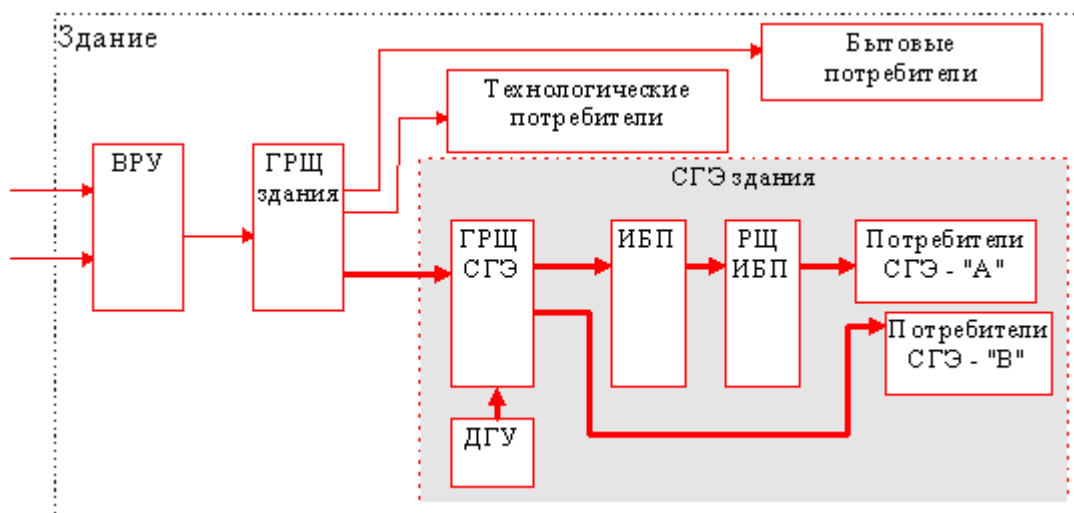 Здание
Бытовые
потребители
Технологические
потребители
ВРУ
ГРЩ
здания
СГЭ здания
ГРЩ
СГЭ
ИБП
РЩ
ИБП
Потребители
СГЭ - "А"
Потребители
СГЭ - "В"
ДГУ